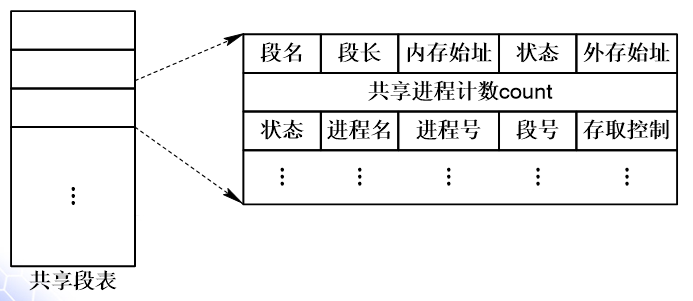 段名 段长 内存始址 状态 外存始址
共享进程计数count
状态 进程名 进程号 段号 存取控制
⋮ ⋮ ⋮ ⋮ ⋮
⋮
共享段表